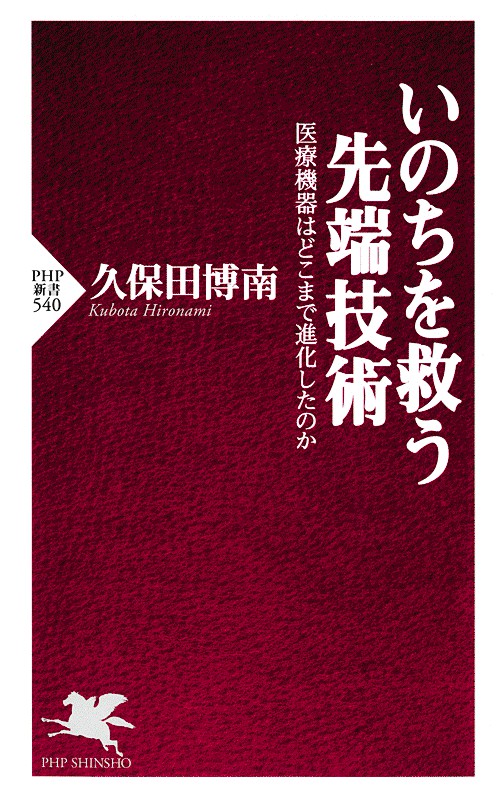 いのちを救う
先端技術
医療機器はどこまで進化したのか
久保田博南
Kubota Hironami
PHP
新書
540
PHP SHINSHO